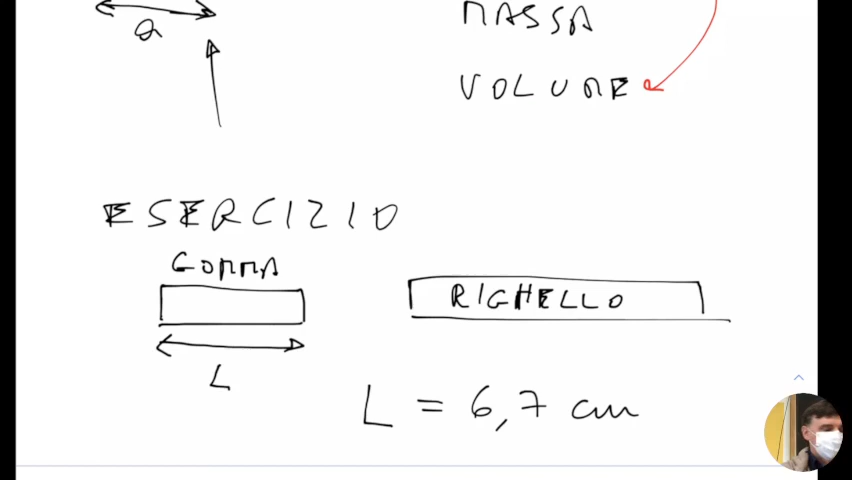 a
MASSA
VOLUME
ESERCIZIO
GOMMA
RIGHELLO
L
L = 6,7 cm